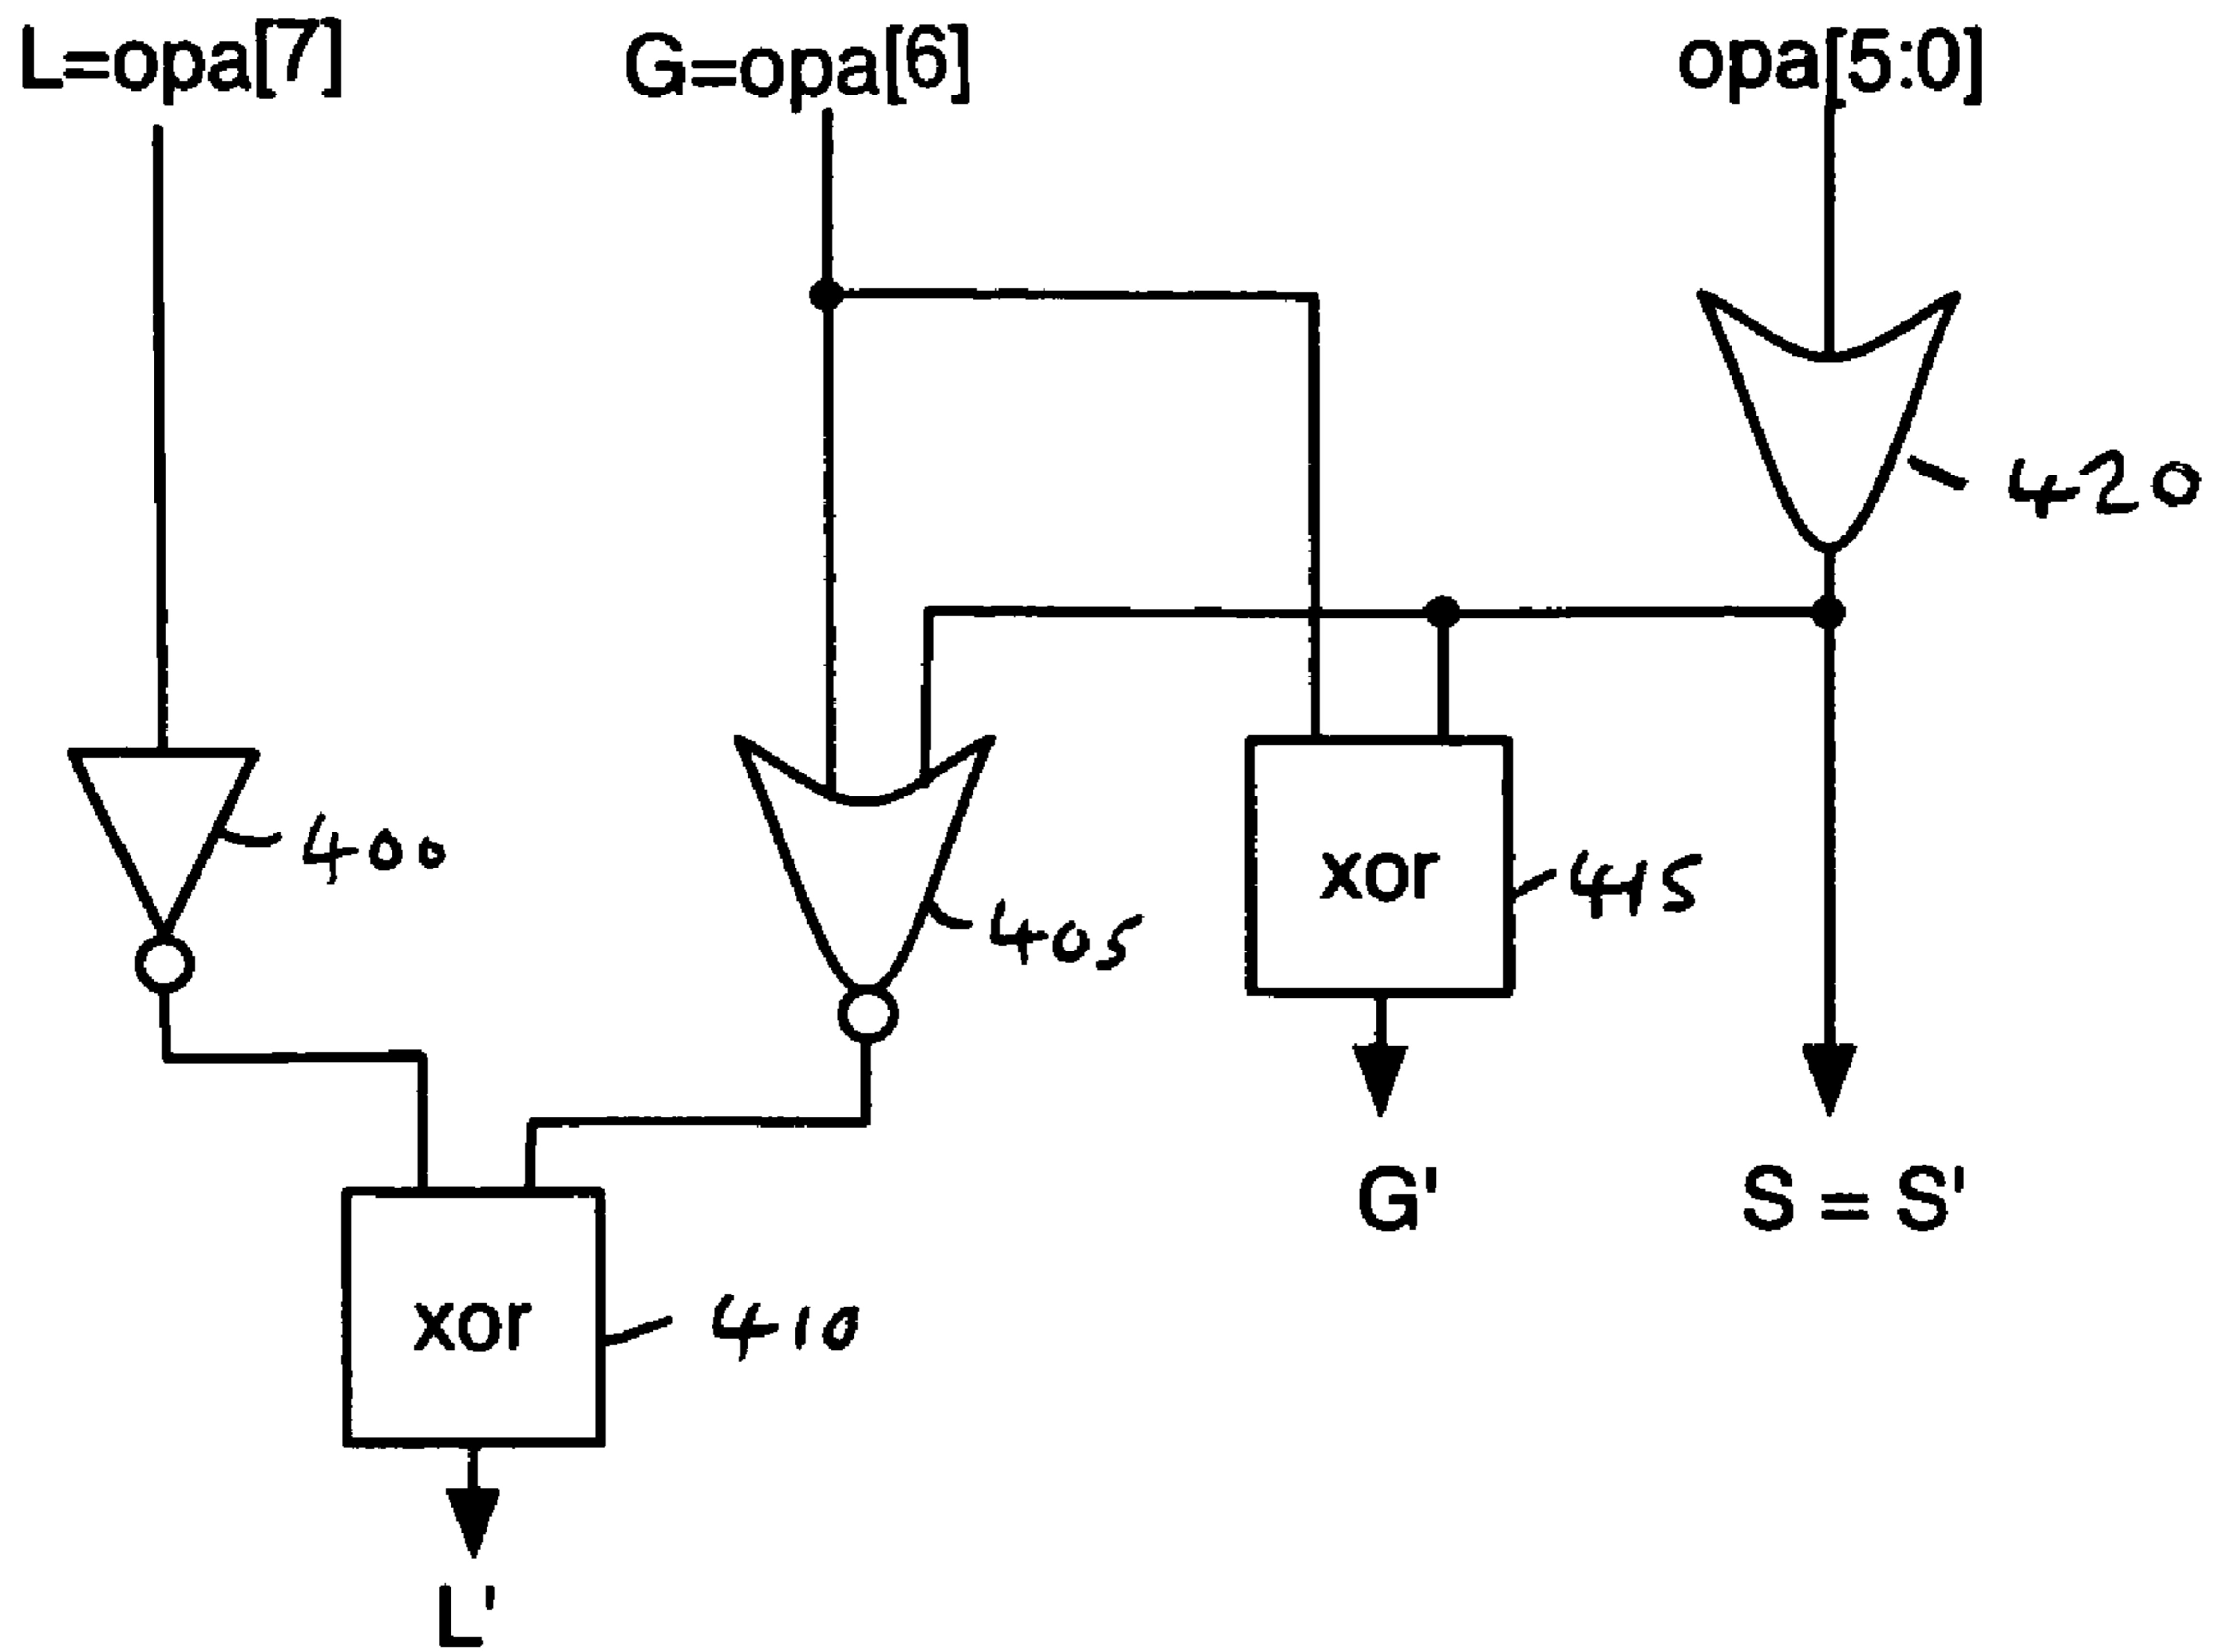 L=opa[7]
G=opa[6]
opa[5:0]
420
400
405
xor
415
xor
410
G'
S = S'
L'